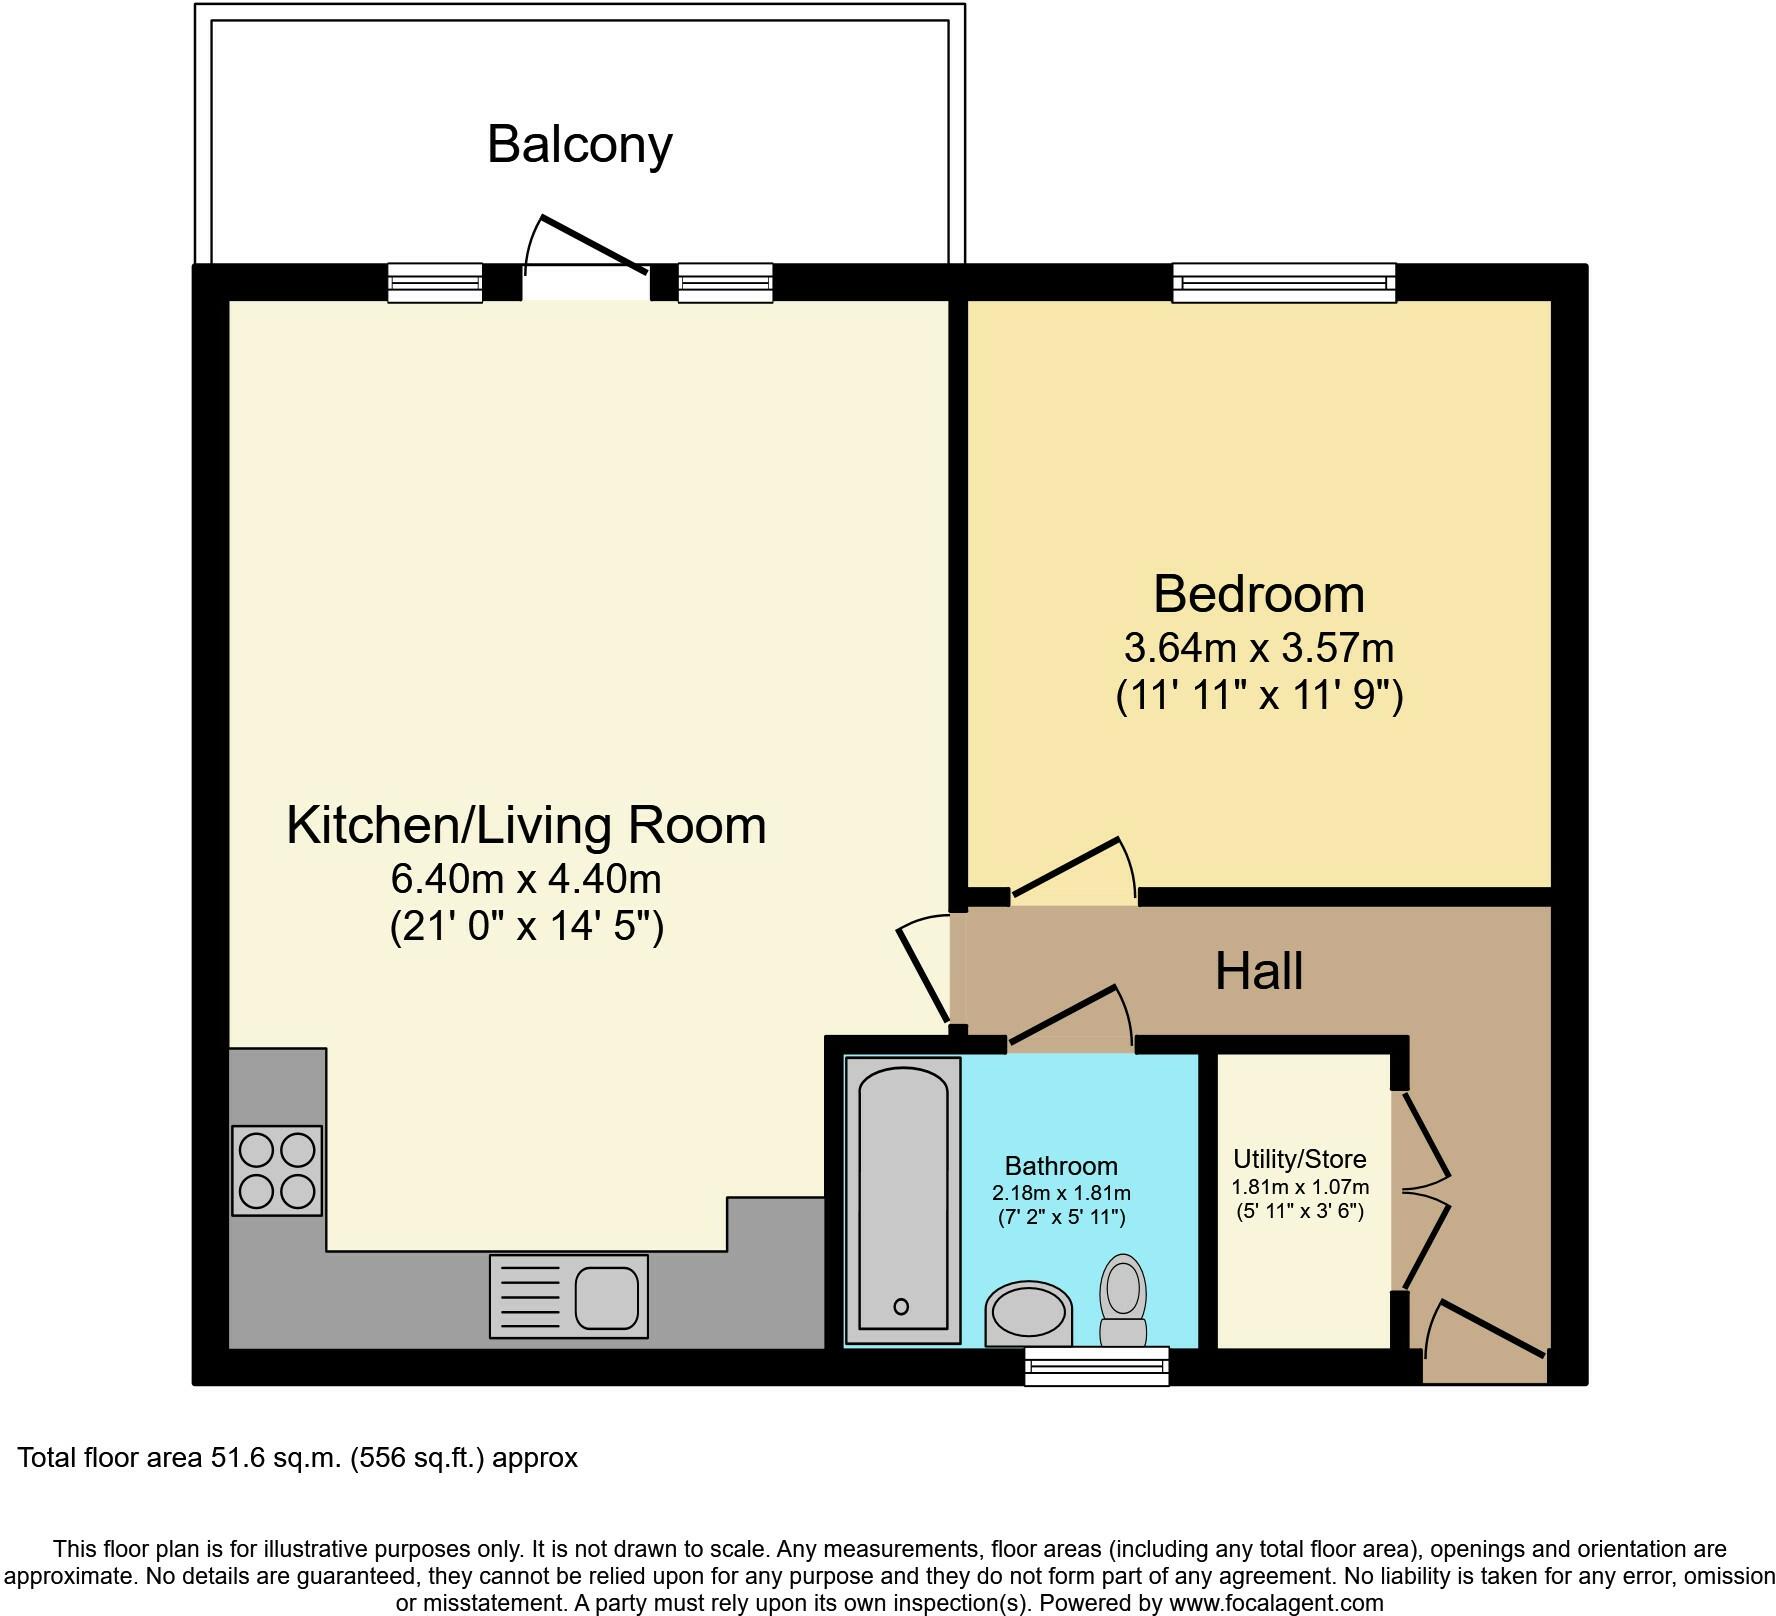 Balcony
Bedroom
3.64m x 3.57m
(11' 11" x 11' 9")
Kitchen/Living Room
6.40m x 4.40m
(21' 0" x 14' 5")
Hall
Bathroom
2.18m x 1.81m
(7' 2" x 5' 11")
Utility/Store
1.81m x 1.07m
(5' 11" x 3' 6")
Total floor area 51.6 sq.m. (556 sq.ft.) approx
This floor plan is for illustrative purposes only. It is not drawn to scale. Any measurements, floor areas (including any total floor area), openings and orientation are
approximate. No details are guaranteed, they cannot be relied upon for any purpose and they do not form part of any agreement. No liability is taken for any error, omission
or misstatement. A party must rely upon its own inspection(s). Powered by www.focalagent.com